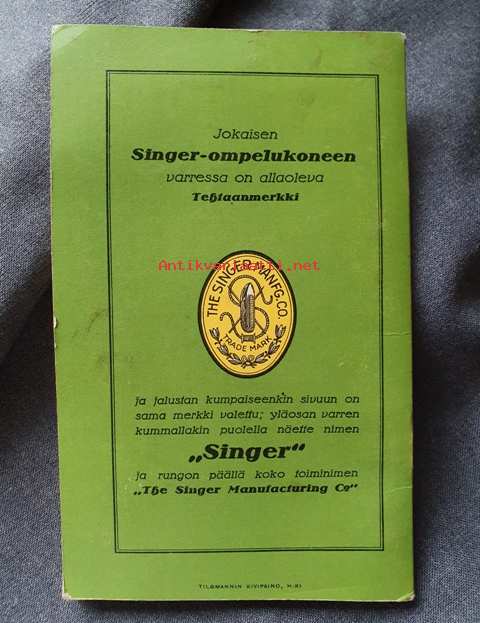 Jokaisen
Singer-ompelukoneen
varressa on allaoleva
Tehtaanmerkki
Antikvariaatti.net
THE SINGER MANFG. CO.
TRADE MARK
ja jalustan kumpaiseenkin sivuun on
sama merkki valettu; yläosan varren
kummallakin puolella näette nimen
„Singer"
ja rungon päällä koko toiminimen
„The Singer Manufacturing Co"
TILGMANNIN KIVIPAINO, H:KI